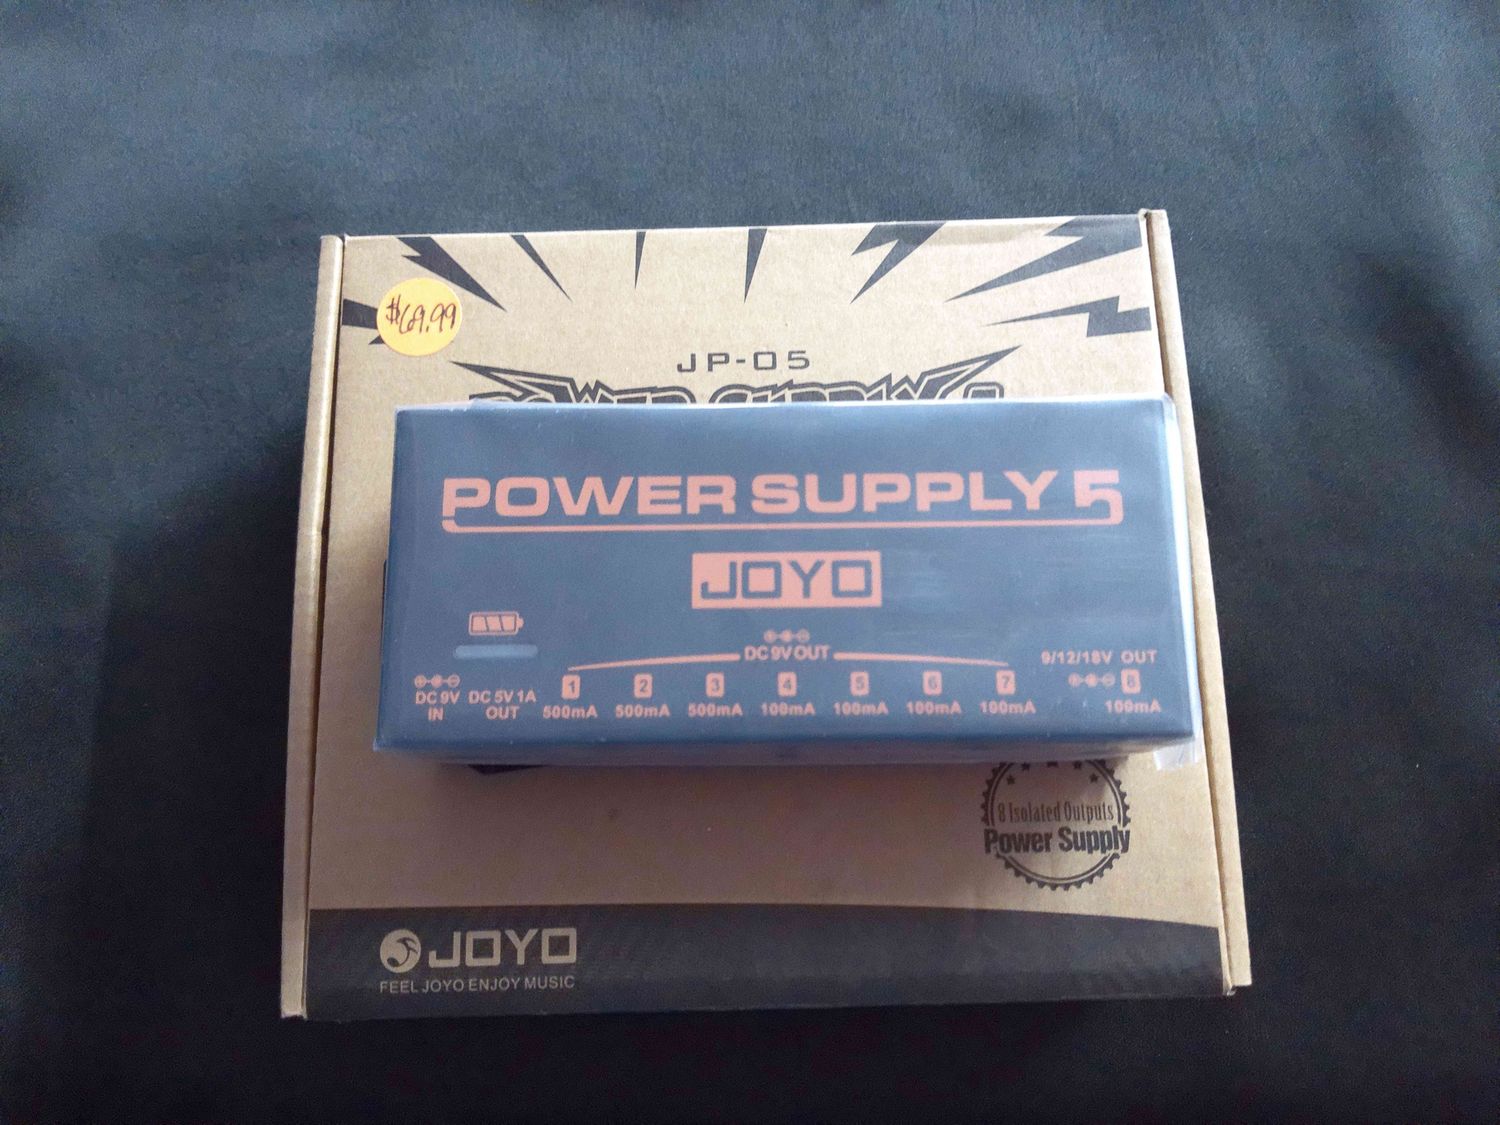 $69.99
JP-05
POWER SUPPLY 5
JOYO
DC 9V OUT
9/12/18V OUT
DC 9V IN
DC 5V 1A OUT
1 2 3 4 5 6 7 8
500mA 500mA 500mA 100mA 100mA 100mA 100mA 100mA
8 Isolated Outputs
Power Supply
JOYO
FEEL JOYO ENJOY MUSIC